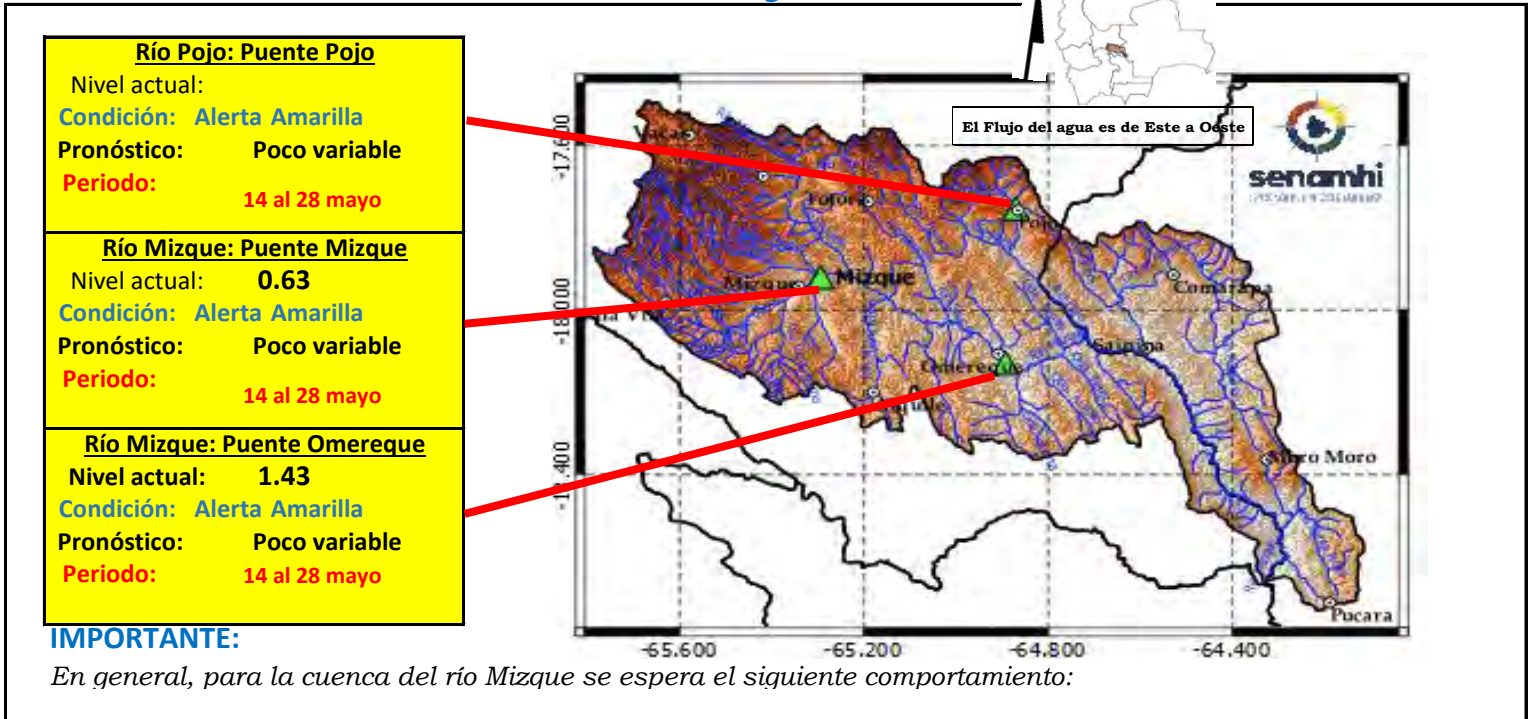 Río Pojo: Puente Pojo
Nivel actual:
Condición: Alerta Amarilla
Pronóstico: Poco variable
Periodo:
14 al 28 mayo
Río Mizque: Puente Mizque
Nivel actual: 0.63
Condición: Alerta Amarilla
Pronóstico: Poco variable
Periodo:
14 al 28 mayo
Río Mizque: Puente Omereque
Nivel actual: 1.43
Condición: Alerta Amarilla
Pronóstico: Poco variable
Periodo: 14 al 28 mayo
El Flujo del agua es de Este a Oeste
senamhi
Vacas
Totora
Pojo
Mizque
Mizque
Comarapa
Saipina
Omereque
Moro
Pucara
-17.600
-18.000
-65.600
-65.200
-64.800
-64.400
IMPORTANTE:
En general, para la cuenca del río Mizque se espera el siguiente comportamiento: